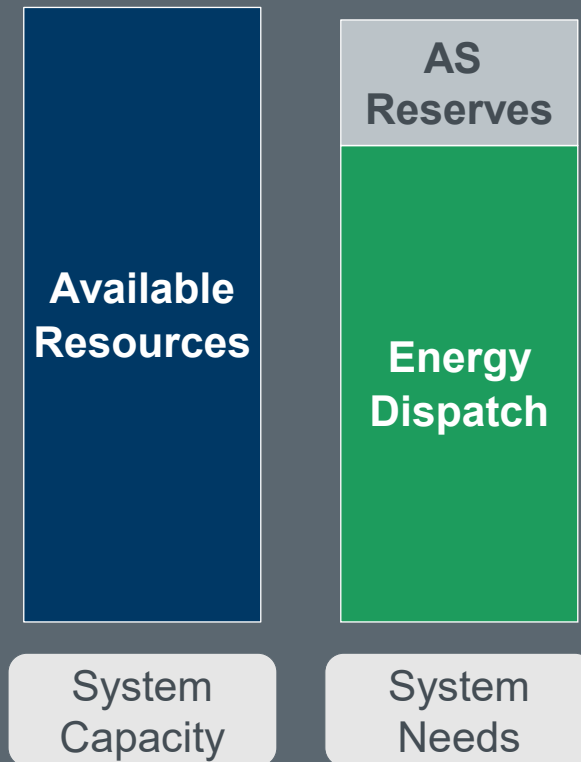 Available
Resources
AS
Reserves
Energy
Dispatch
System
Capacity
System
Needs